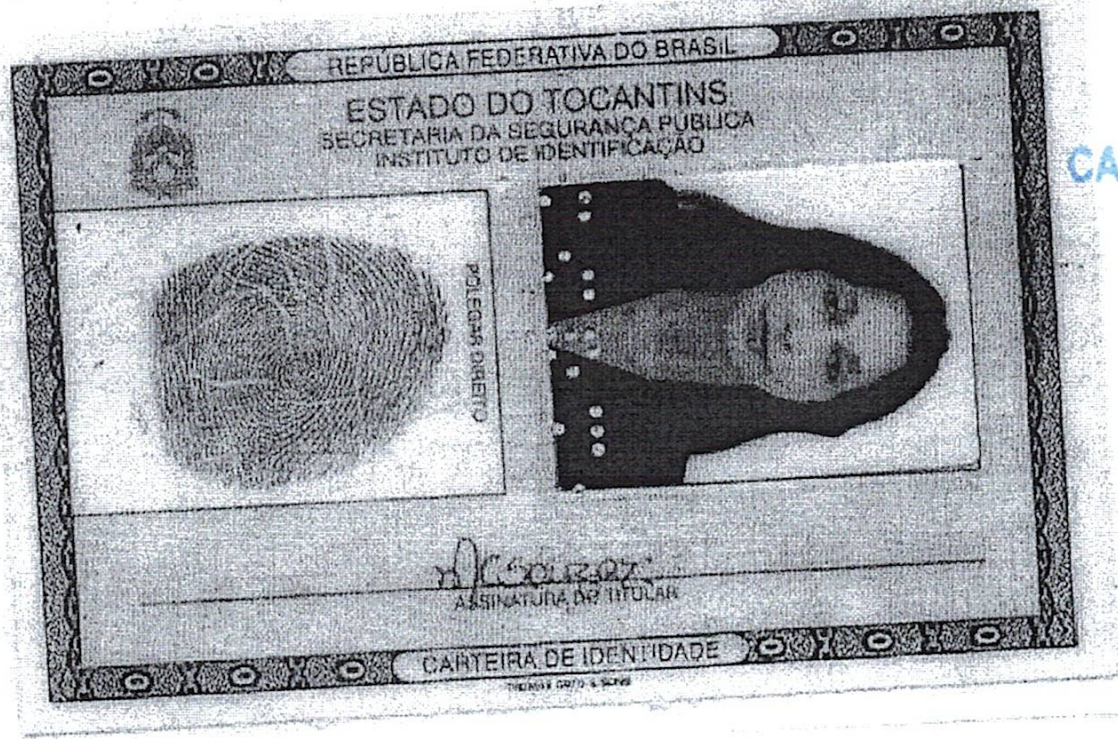 REPÚBLICA FEDERATIVA DO BRASIL
ESTADO DO TOCANTINS
SECRETARIA DA SEGURANÇA PÚBLICA
INSTITUTO DE IDENTIFICAÇÃO
CA
POLEGAR DIREITO
ASSINATURA DO TITULAR
CARTEIRA DE IDENTIDADE